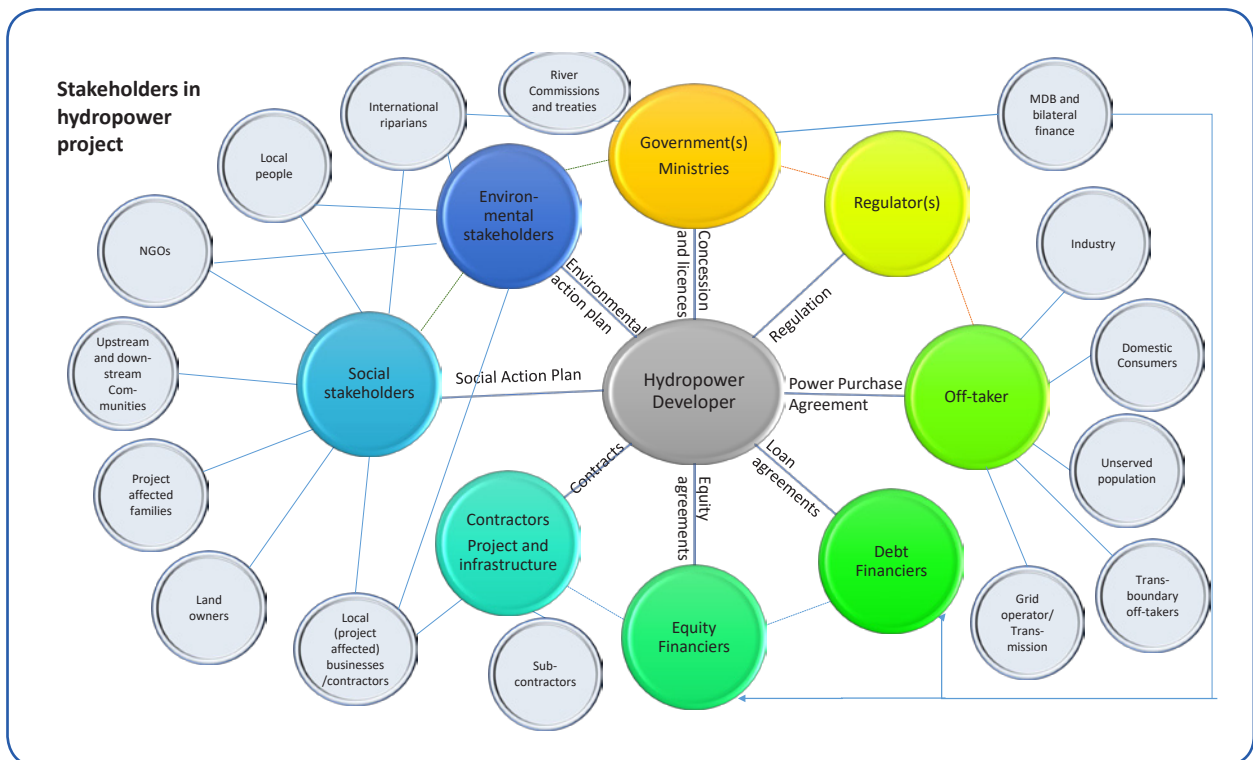 Stakeholders in
hydropower
project
River
Commissions
and treaties
International
riparians
MDB and
bilateral
finance
Government(s)
Ministries
Local
people
Environ-
mental
stakeholders
Regulator(s)
Industry
NGOs
Concession
and licences
Environmental
action plan
Regulation
Upstream
and down-
stream
Com-
munities
Social
stakeholders
Social Action Plan
Hydropower
Developer
Power Purchase
Agreement
Off-taker
Domestic
Consumers
Unserved
population
Project
affected
families
Contracts
Equity
agreements
Loan
agreements
Contractors
Project and
infrastructure
Debt
Financiers
Land
owners
Local
(project
affected)
businesses
/contractors
Sub-
contractors
Equity
Financiers
Grid
operator/
Trans-
mission
Trans-
boundary
off-takers